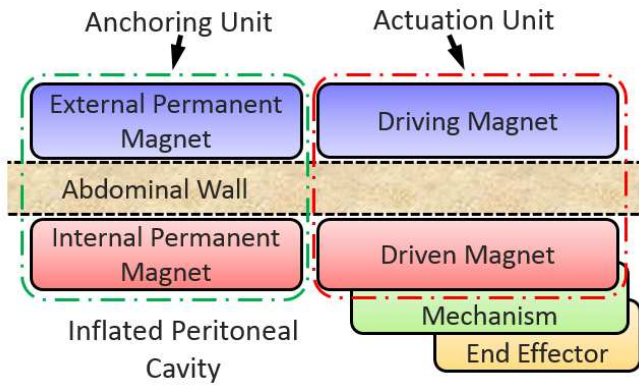 Anchoring Unit
Actuation Unit
External Permanent
Magnet
Driving Magnet
Abdominal Wall
Internal Permanent
Magnet
Driven Magnet
Mechanism
End Effector
Inflated Peritoneal
Cavity